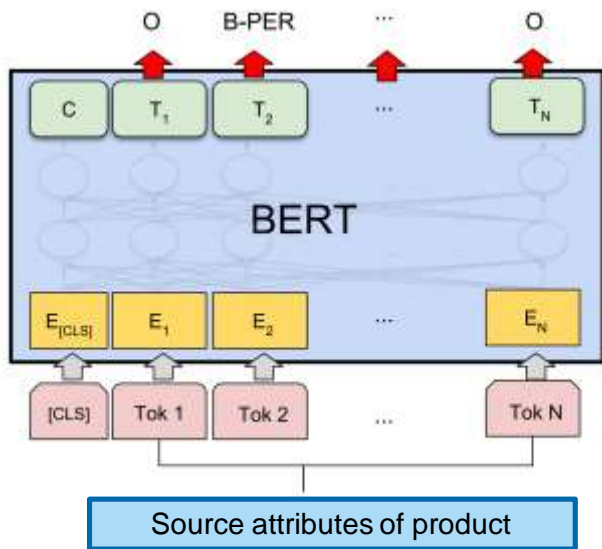 O B-PER ... O
C T1 T2 ... TN
BERT
E[CLS] E1 E2 ... EN
[CLS] Tok 1 Tok 2 ... Tok N
Source attributes of product